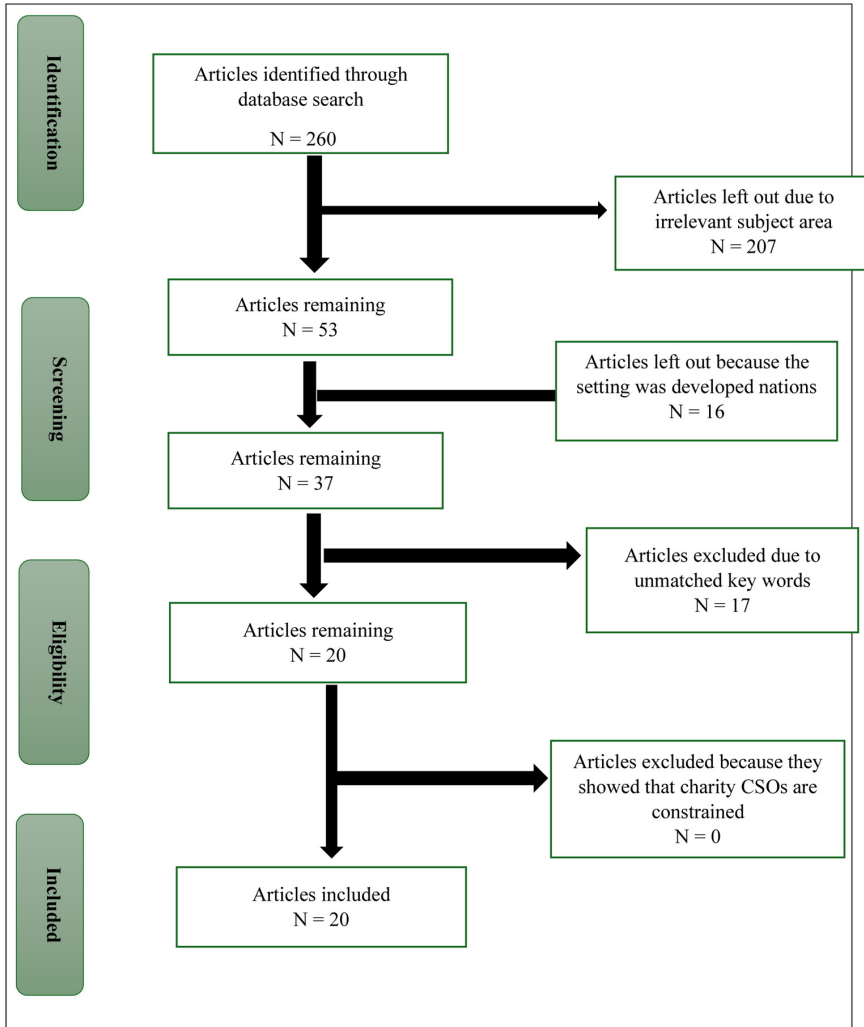 Identification
Articles identified through
database search
N = 260
Articles left out due to
irrelevant subject area
N = 207
Screening
Articles remaining
N = 53
Articles left out because the
setting was developed nations
N = 16
Articles remaining
N = 37
Eligibility
Articles excluded due to
unmatched key words
N = 17
Articles remaining
N = 20
Articles excluded because they
showed that charity CSOs are
constrained
N = 0
Included
Articles included
N = 20